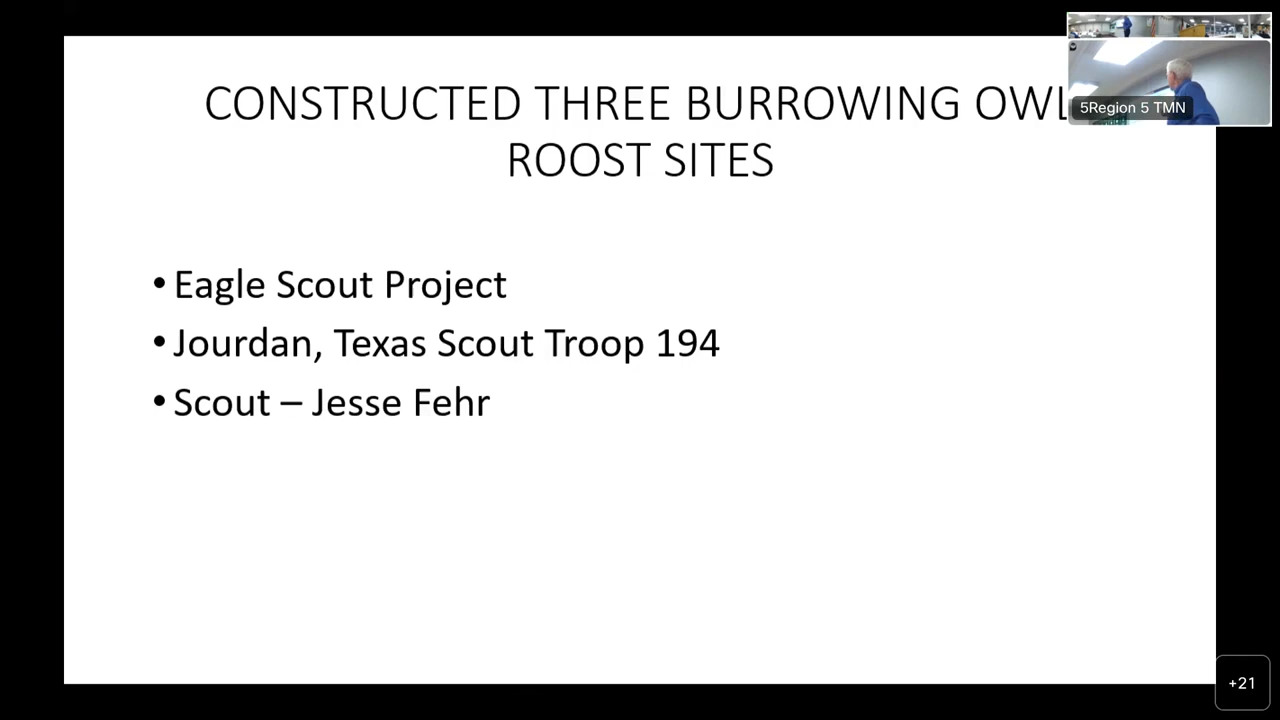 CONSTRUCTED THREE BURROWING OWL
ROOST SITES
5Region 5 TMN
• Eagle Scout Project
• Jourdan, Texas Scout Troop 194
• Scout – Jesse Fehr
+21